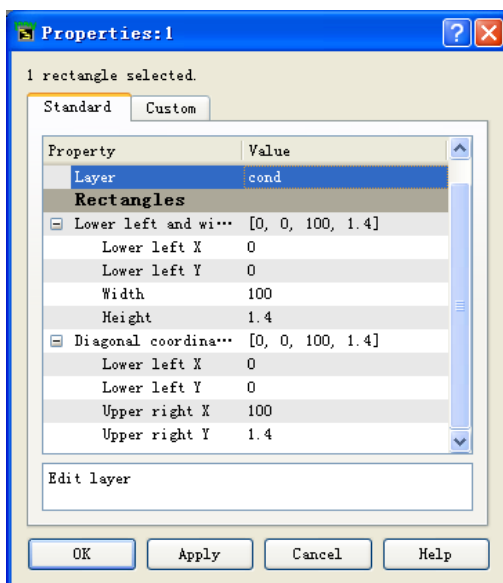 Properties:1
1 rectangle selected.
Standard Custom
Property Value
Layer cond
Rectangles
Lower left and wi··· [0, 0, 100, 1.4]
Lower left X 0
Lower left Y 0
Width 100
Height 1.4
Diagonal coordina··· [0, 0, 100, 1.4]
Lower left X 0
Lower left Y 0
Upper right X 100
Upper right Y 1.4
Edit layer
OK Apply Cancel Help